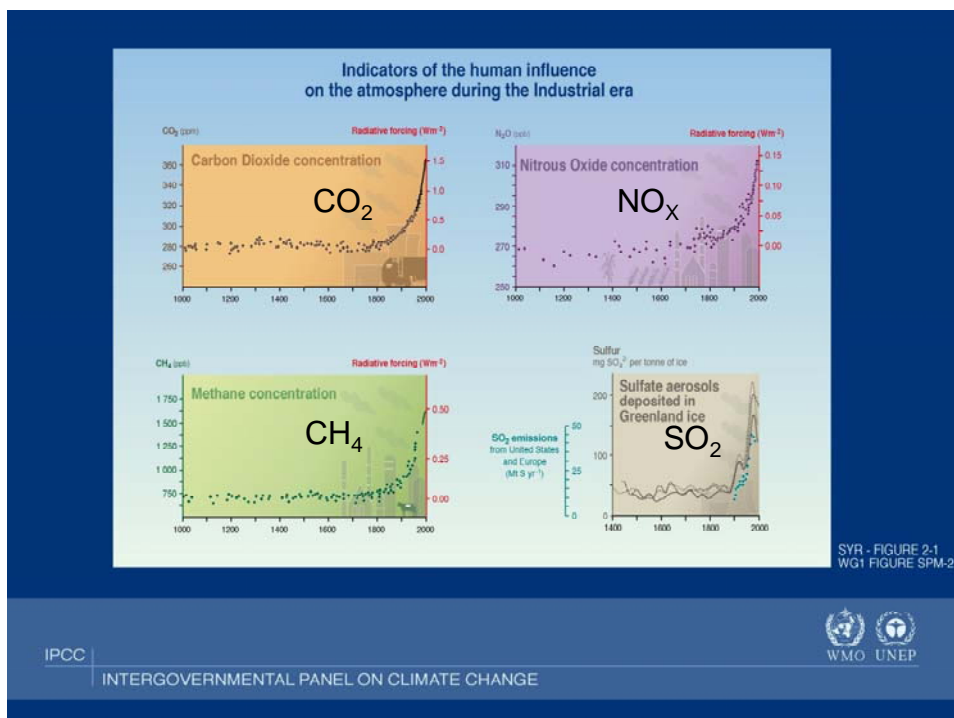 Indicators of the human influence
on the atmosphere during the Industrial era
CO₂ (ppm)
Radiative forcing (Wm⁻²)
Carbon Dioxide concentration
CO₂
360
340
320
300
280
260
1.5
1.0
0.5
0.0
1000
1200
1400
1600
1800
2000
N₂O (ppb)
Radiative forcing (Wm⁻²)
Nitrous Oxide concentration
NOₓ
310
290
270
250
0.15
0.10
0.05
0.00
1000
1200
1400
1600
1800
2000
CH₄ (ppb)
Radiative forcing (Wm⁻²)
Methane concentration
CH₄
1 750
1 500
1 250
1 000
750
0.50
0.25
0.00
1000
1200
1400
1600
1800
2000
Sulfur
mg SO₄²⁻ per tonne of ice
Sulfate aerosols
deposited in
Greenland ice
SO₂
200
100
0
SO₂ emissions
from United States
and Europe
(Mt S yr⁻¹)
50
25
0
1400
1600
1800
2000
SYR - FIGURE 2-1
WG1 FIGURE SPM-2
IPCC
INTERGOVERNMENTAL PANEL ON CLIMATE CHANGE
WMO UNEP